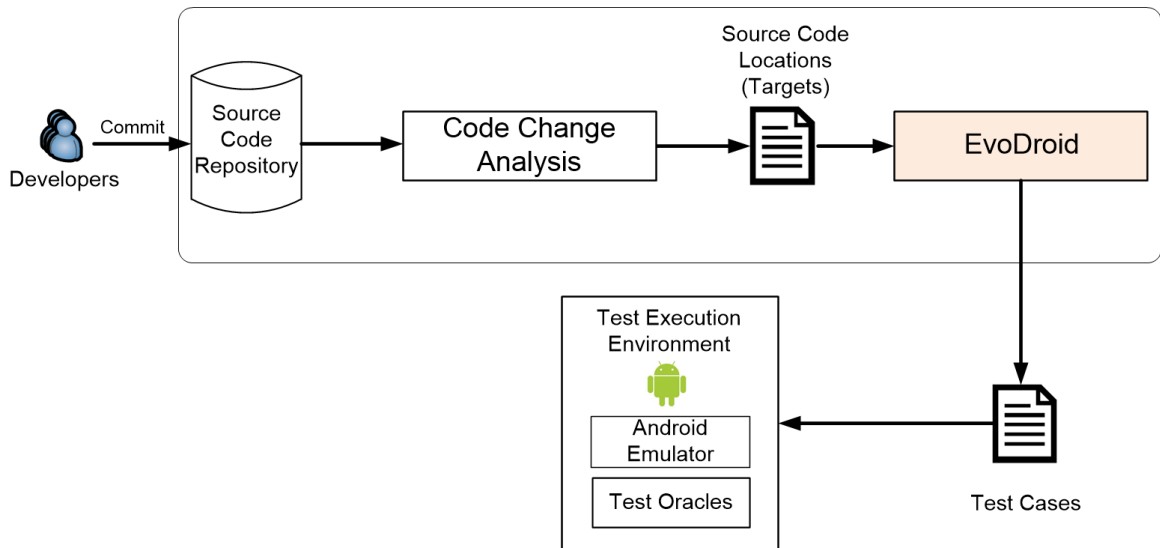 Developers
Commit
Source
Code
Repository
Code Change
Analysis
Source Code
Locations
(Targets)
EvoDroid
Test Execution
Environment
Android
Emulator
Test Oracles
Test Cases